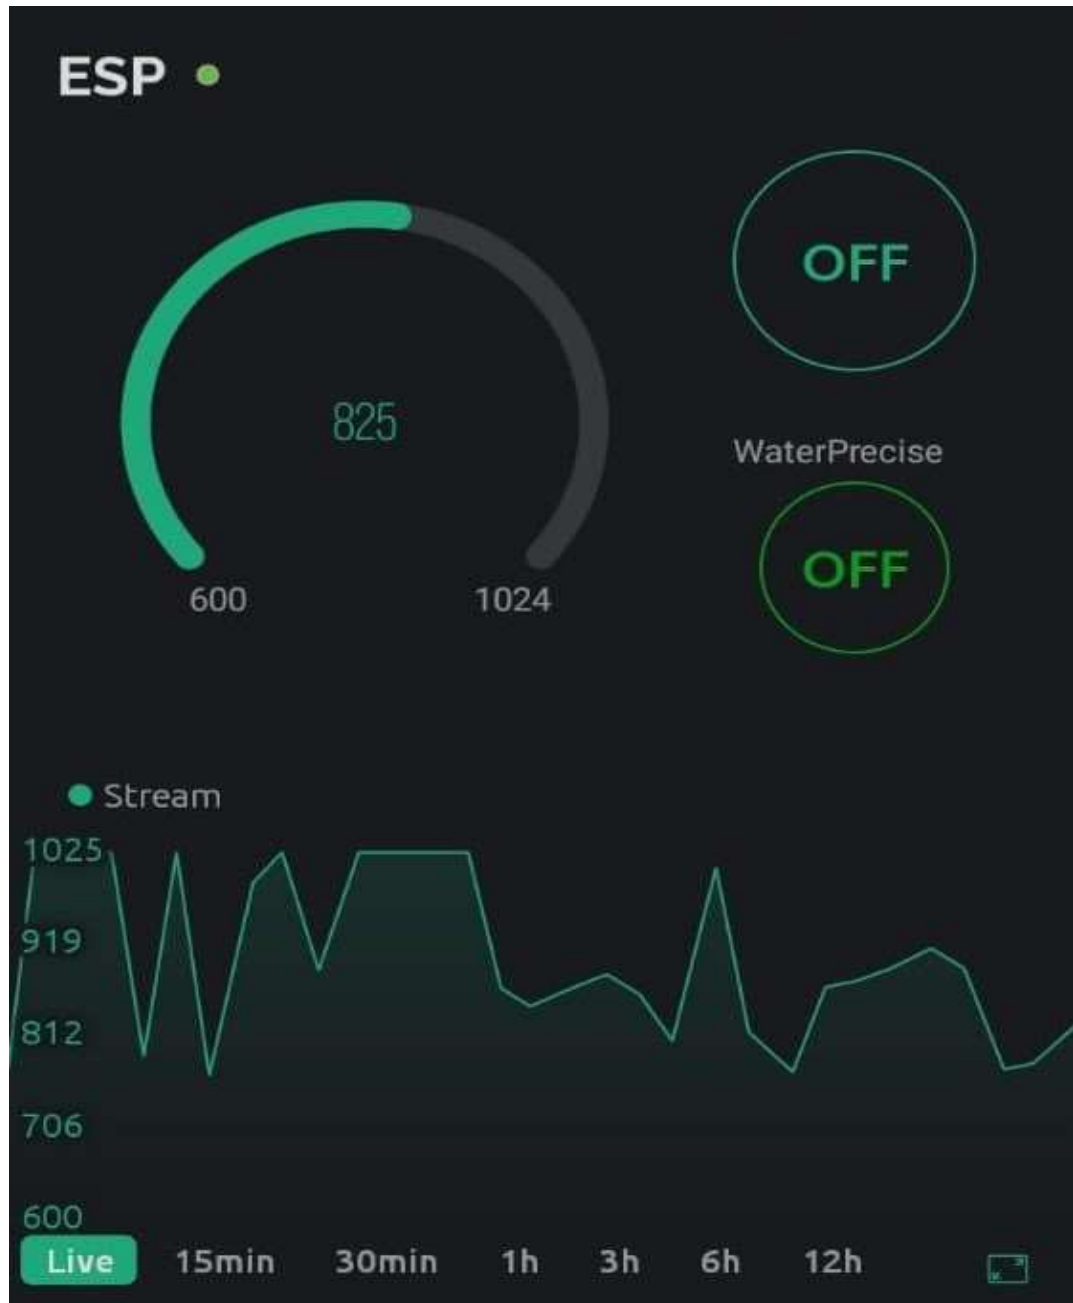 ESP
OFF
825
WaterPrecise
600
1024
OFF
Stream
1025
919
812
706
600
Live 15min 30min 1h 3h 6h 12h